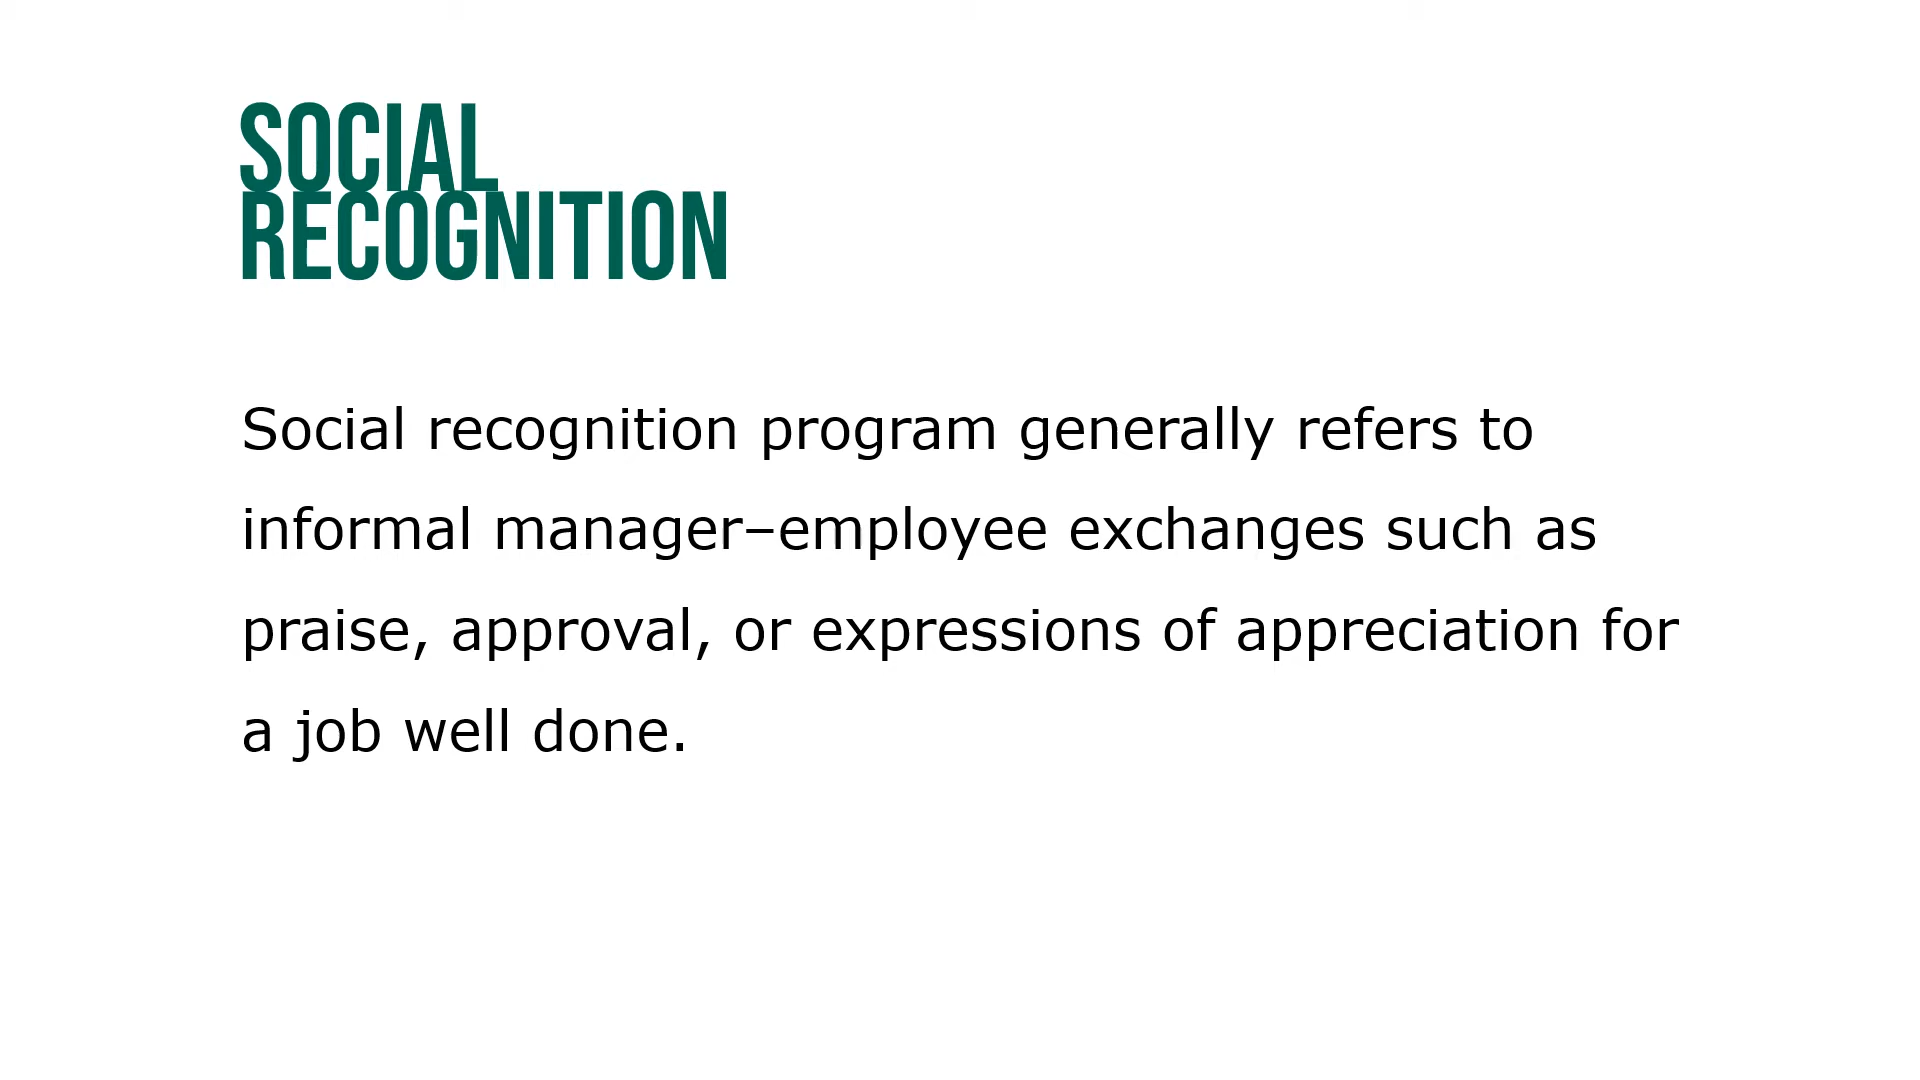 SOCIAL
RECOGNITION
Social recognition program generally refers to
informal manager–employee exchanges such as
praise, approval, or expressions of appreciation for
a job well done.